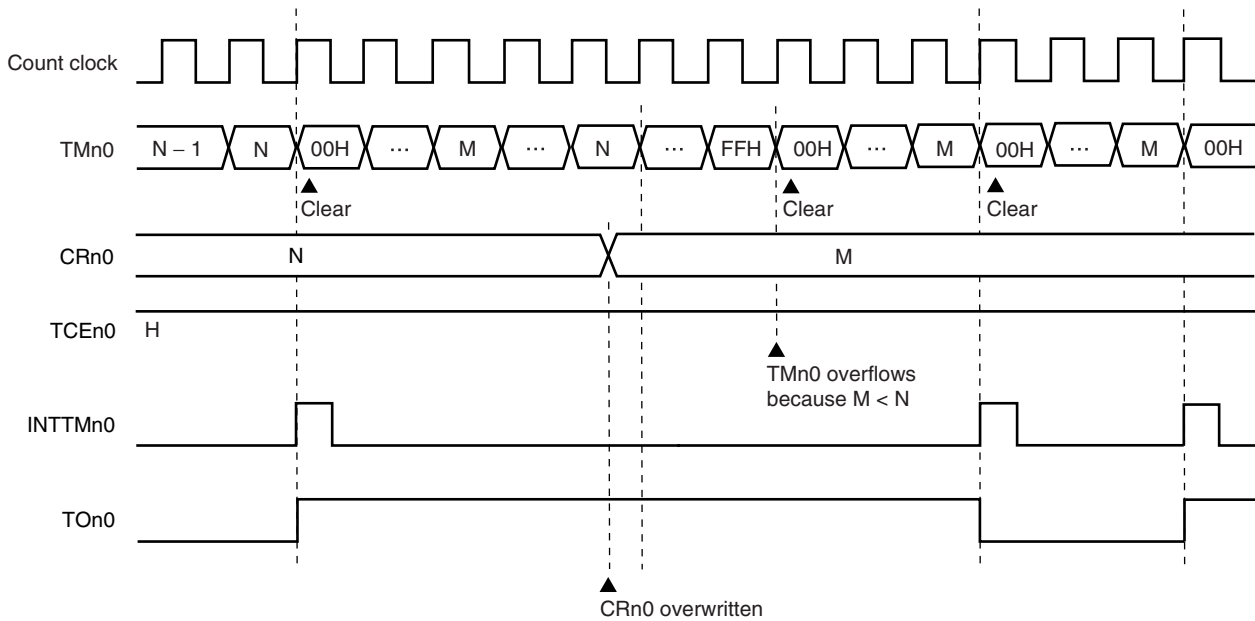 Count clock
TMn0 N – 1 N 00H ... M ... N ... FFH 00H ... M 00H ... M 00H
Clear Clear Clear
CRn0 N M
TCEn0 H
TMn0 overflows
because M < N
INTTMn0
TOn0
CRn0 overwritten